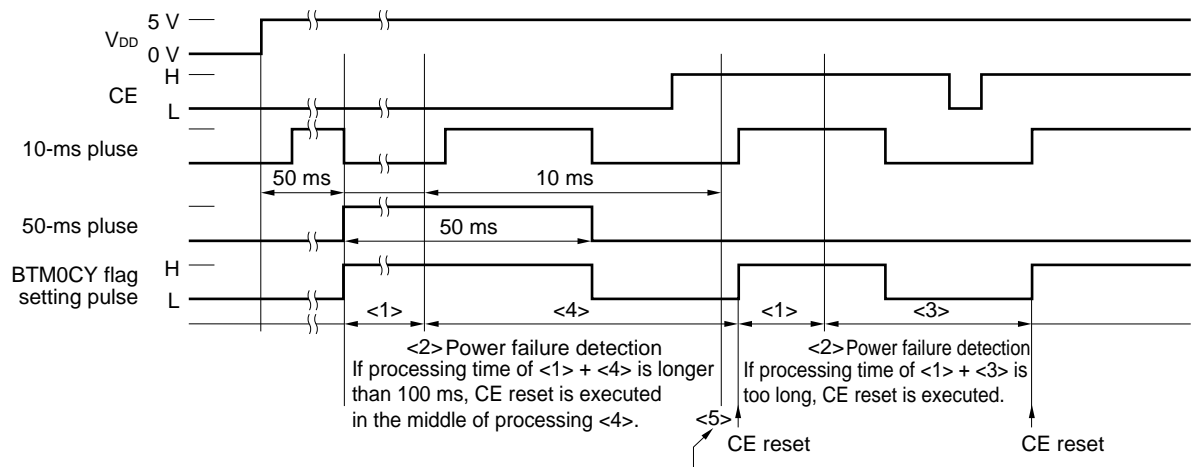 5 V
VDD
0 V
H
CE
L
10-ms pluse
50 ms
10 ms
50-ms pluse
50 ms
BTM0CY flag
setting pulse
H
L
<1>
<4>
<1>
<3>
<2>Power failure detection
If processing time of <1> + <4> is longer
than 100 ms, CE reset is executed
in the middle of processing <4>.
<2>Power failure detection
If processing time of <1> + <3> is
too long, CE reset is executed.
<5>
CE reset
CE reset